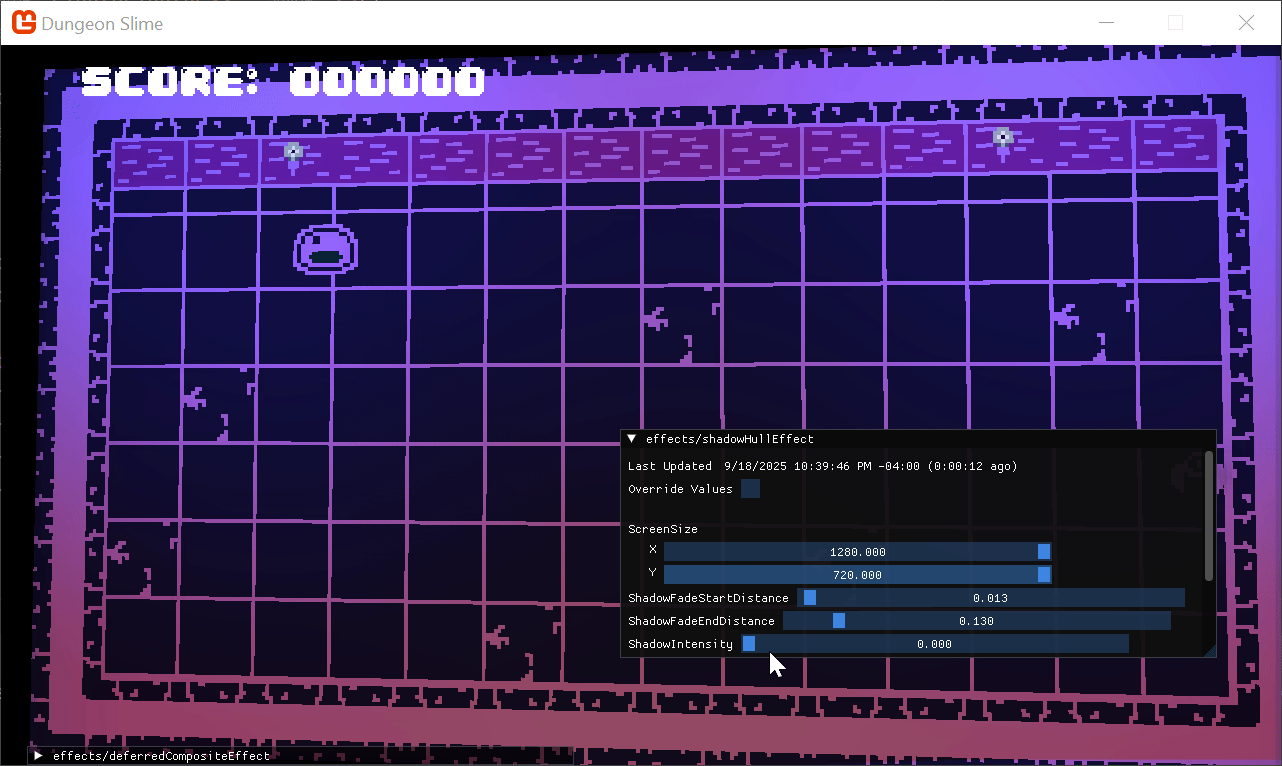 Dungeon Slime
SCORE: 000000
effects/shadowHullEffect
Last Updated 9/18/2025 10:39:46 PM -04:00 (0:00:12 ago)
Override Values
ScreenSize
X 1280.000
Y 720.000
ShadowFadeStartDistance 0.013
ShadowFadeEndDistance 0.130
ShadowIntensity 0.000
effects/deferredCompositeEffect